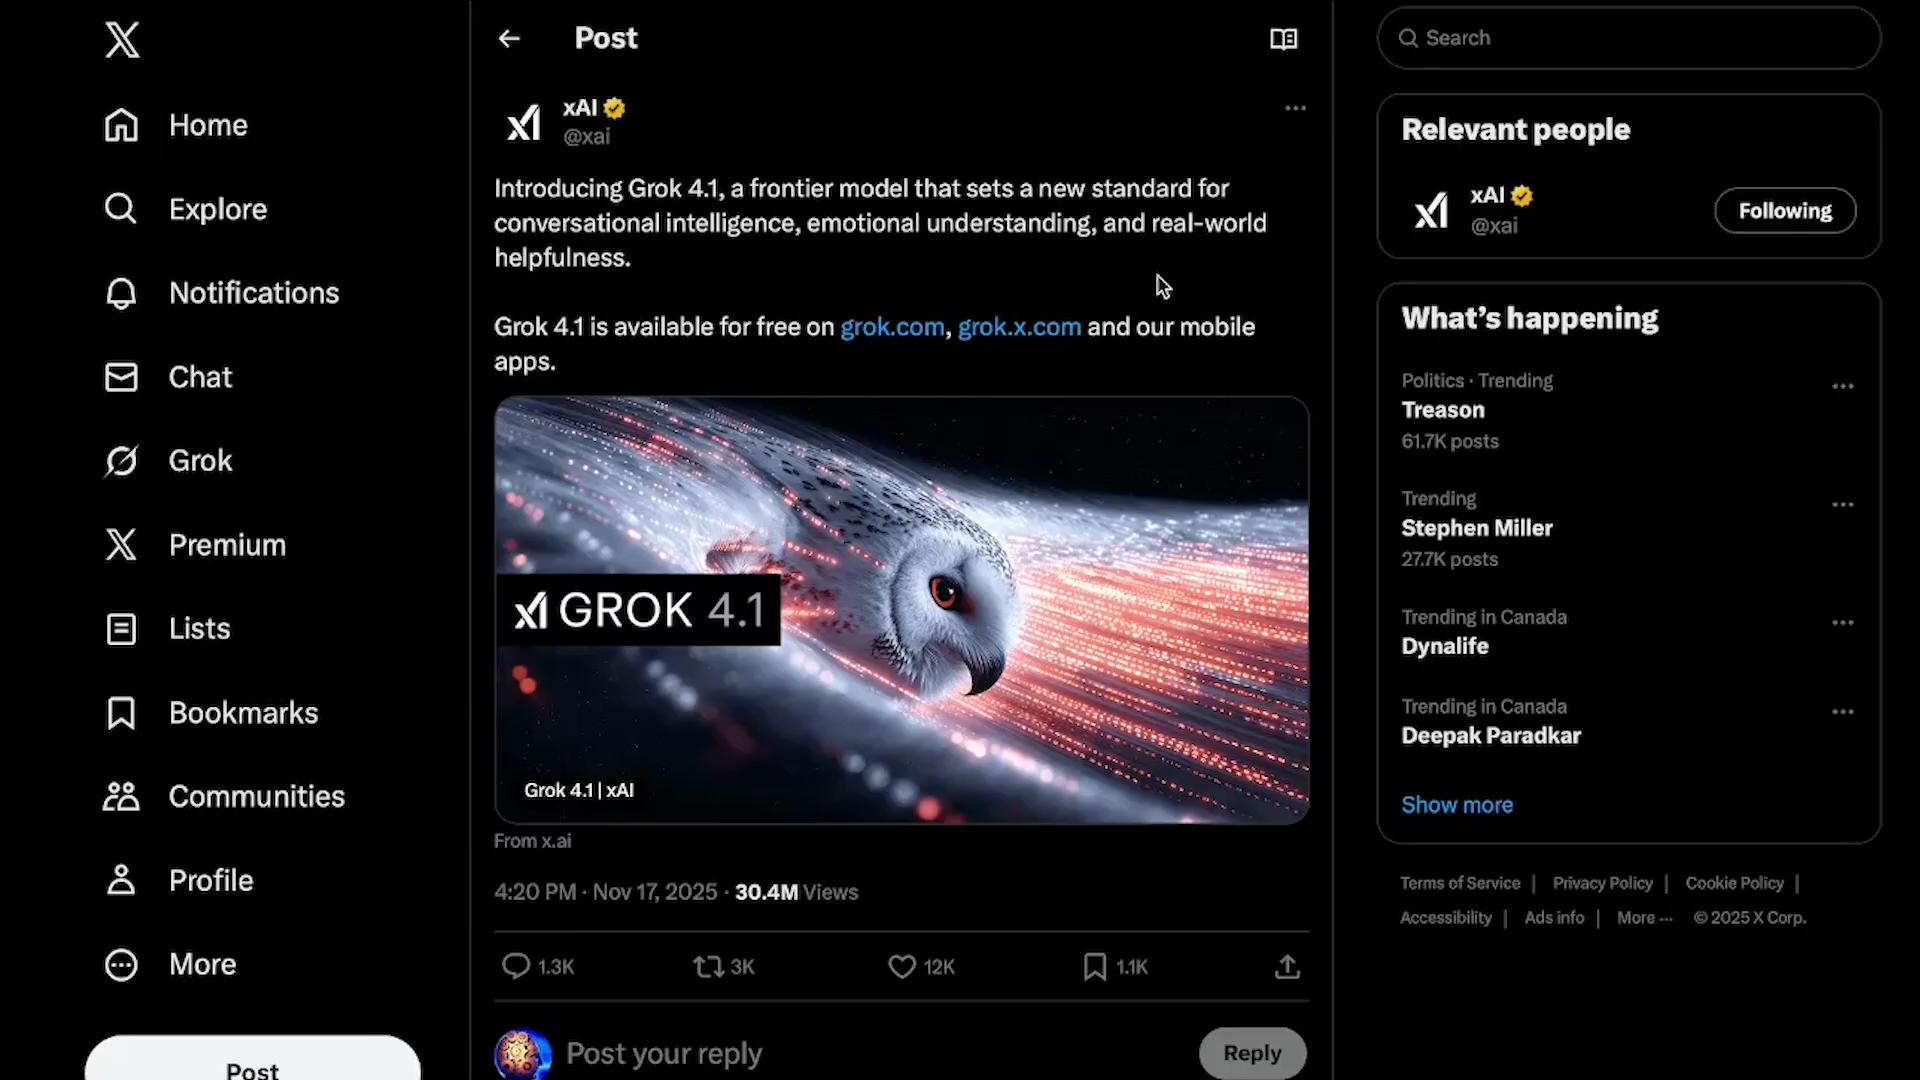 Home
Explore
Notifications
Chat
Grok
Premium
Lists
Bookmarks
Communities
Profile
More
Post
Post
xAI
@xai
Introducing Grok 4.1, a frontier model that sets a new standard for
conversational intelligence, emotional understanding, and real-world
helpfulness.
Grok 4.1 is available for free on grok.com, grok.x.com and our mobile
apps.
xAI GROK 4.1
Grok 4.1 | xAI
From x.ai
4:20 PM · Nov 17, 2025 · 30.4M Views
1.3K 3K 12K 1.1K
Post your reply
Reply
Search
Relevant people
xAI
@xai
Following
What's happening
Politics · Trending
Treason
61.7K posts
Trending
Stephen Miller
27.7K posts
Trending in Canada
Dynalife
Trending in Canada
Deepak Paradkar
Show more
Terms of Service | Privacy Policy | Cookie Policy |
Accessibility | Ads info | More ··· © 2025 X Corp.